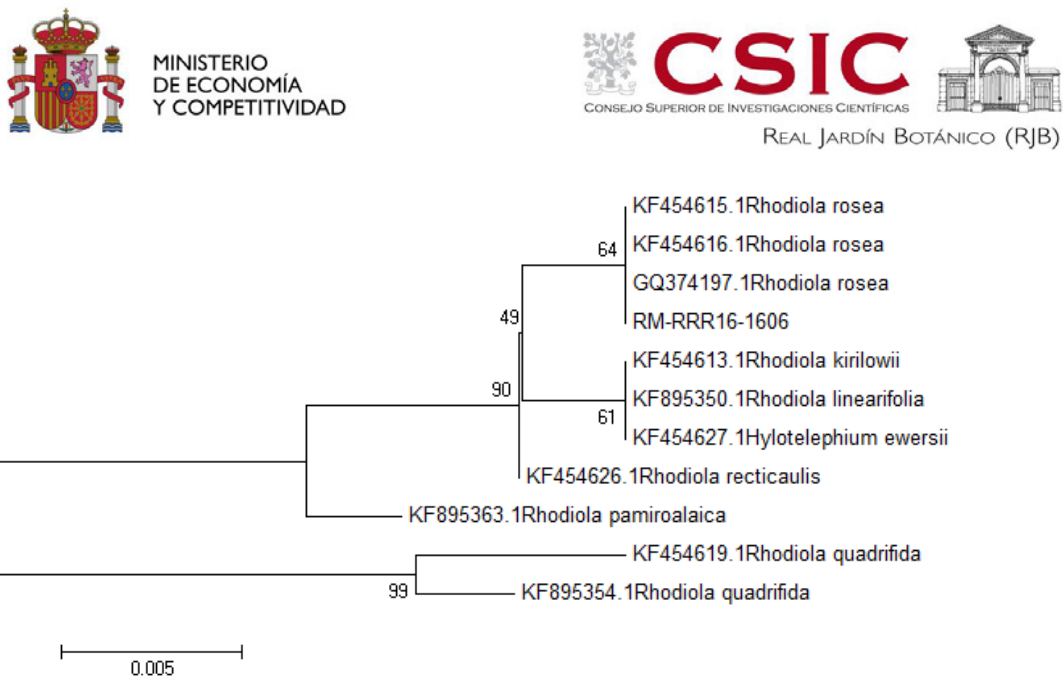 MINISTERIO
DE ECONOMÍA
Y COMPETITIVIDAD
CSIC
CONSEJO SUPERIOR DE INVESTIGACIONES CIENTÍFICAS
REAL JARDÍN BOTÁNICO (RJB)
KF454615.1Rhodiola rosea
64
KF454616.1Rhodiola rosea
GQ374197.1Rhodiola rosea
49
RM-RRR16-1606
KF454613.1Rhodiola kirilowii
90
KF895350.1Rhodiola linearifolia
61
KF454627.1Hylotelephium ewersii
KF454626.1Rhodiola recticaulis
KF895363.1Rhodiola pamiroalaica
KF454619.1Rhodiola quadrifida
99
KF895354.1Rhodiola quadrifida
0.005